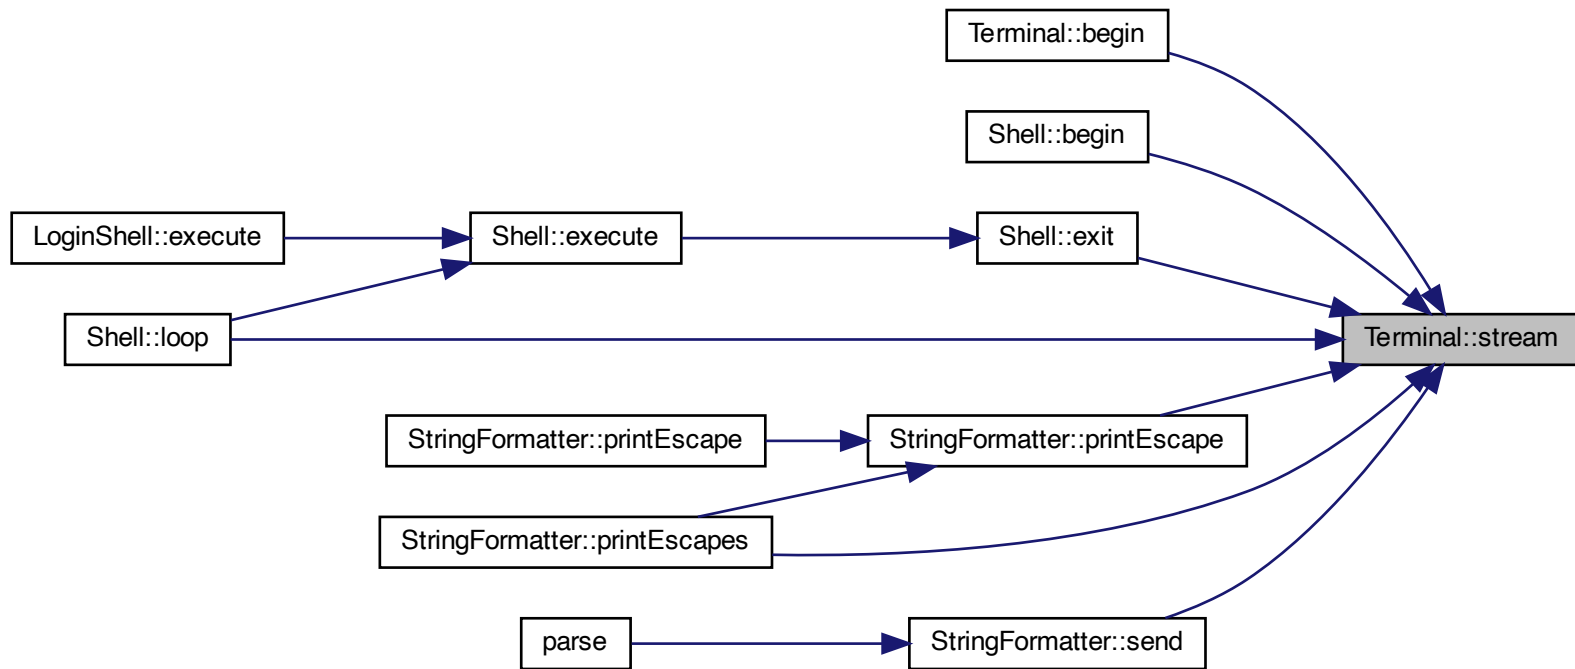 Terminal::begin
Shell::begin
LoginShell::execute
Shell::execute
Shell::exit
Shell::loop
Terminal::stream
StringFormatter::printEscape
StringFormatter::printEscape
StringFormatter::printEscapes
parse
StringFormatter::send